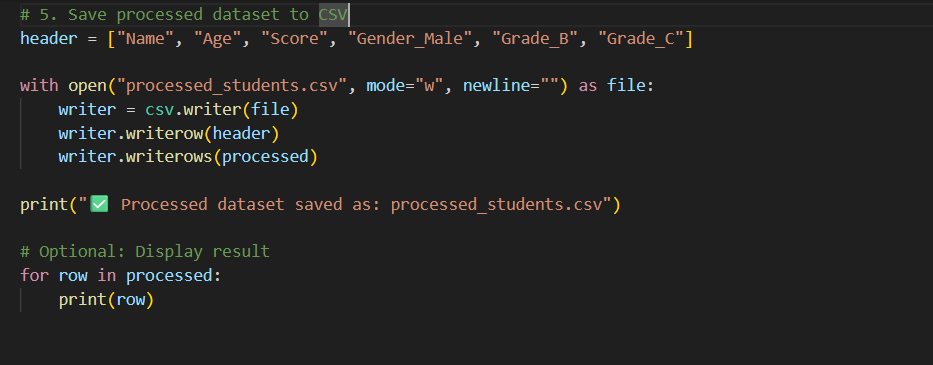 # 5. Save processed dataset to CSV
header = ["Name", "Age", "Score", "Gender_Male", "Grade_B", "Grade_C"]
with open("processed_students.csv", mode="w", newline="") as file:
    writer = csv.writer(file)
    writer.writerow(header)
    writer.writerows(processed)
print("✅ Processed dataset saved as: processed_students.csv")
# Optional: Display result
for row in processed:
    print(row)